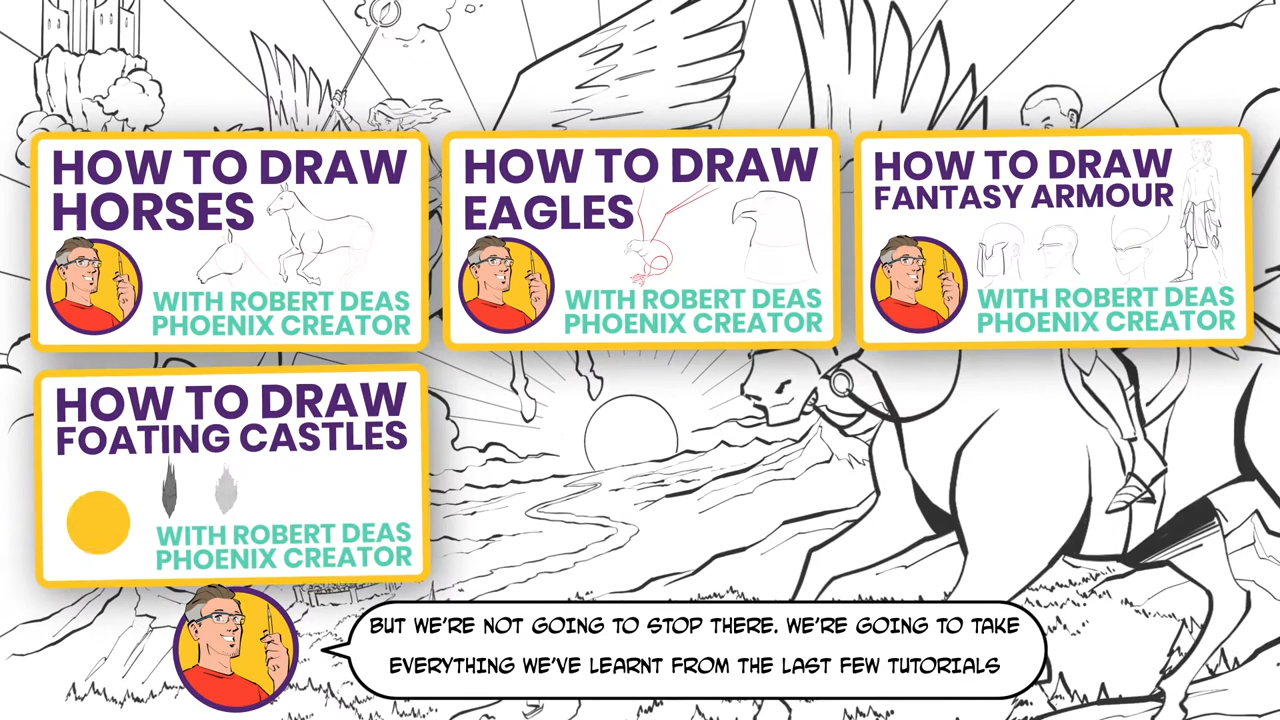 HOW TO DRAW
HORSES
WITH ROBERT DEAS
PHOENIX CREATOR
HOW TO DRAW
EAGLES
WITH ROBERT DEAS
PHOENIX CREATOR
HOW TO DRAW
FANTASY ARMOUR
WITH ROBERT DEAS
PHOENIX CREATOR
HOW TO DRAW
FOATING CASTLES
WITH ROBERT DEAS
PHOENIX CREATOR
BUT WE'RE NOT GOING TO STOP THERE. WE'RE GOING TO TAKE
EVERYTHING WE'VE LEARNT FROM THE LAST FEW TUTORIALS